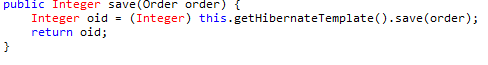 public Integer save(Order order) {
    Integer oid = (Integer) this.getHibernateTemplate().save(order);
    return oid;
}